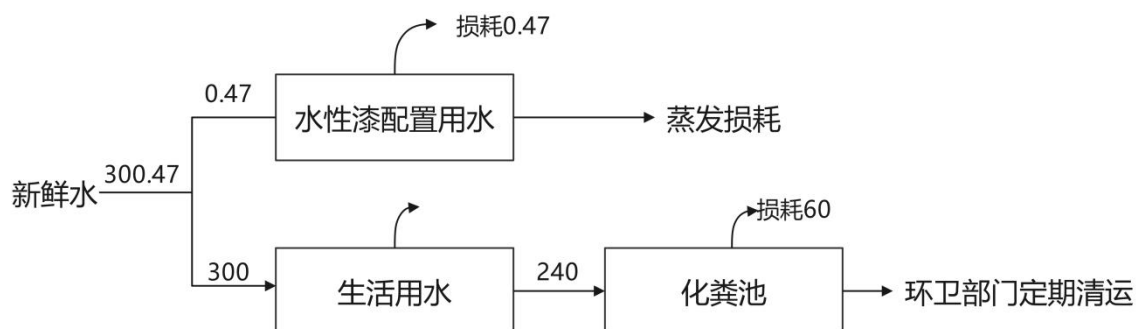 损耗0.47
0.47
水性漆配置用水
蒸发损耗
新鲜水
300.47
损耗60
300
生活用水
240
化粪池
环卫部门定期清运